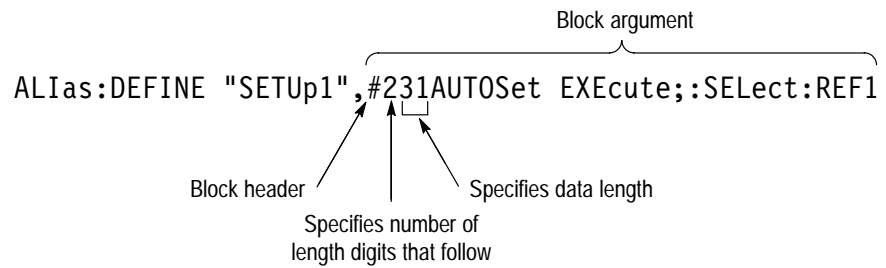 Block argument
ALIas:DEFINE "SETUp1",#231AUTOSet EXEcute;:SELect:REF1
Block header
Specifies data length
Specifies number of
length digits that follow